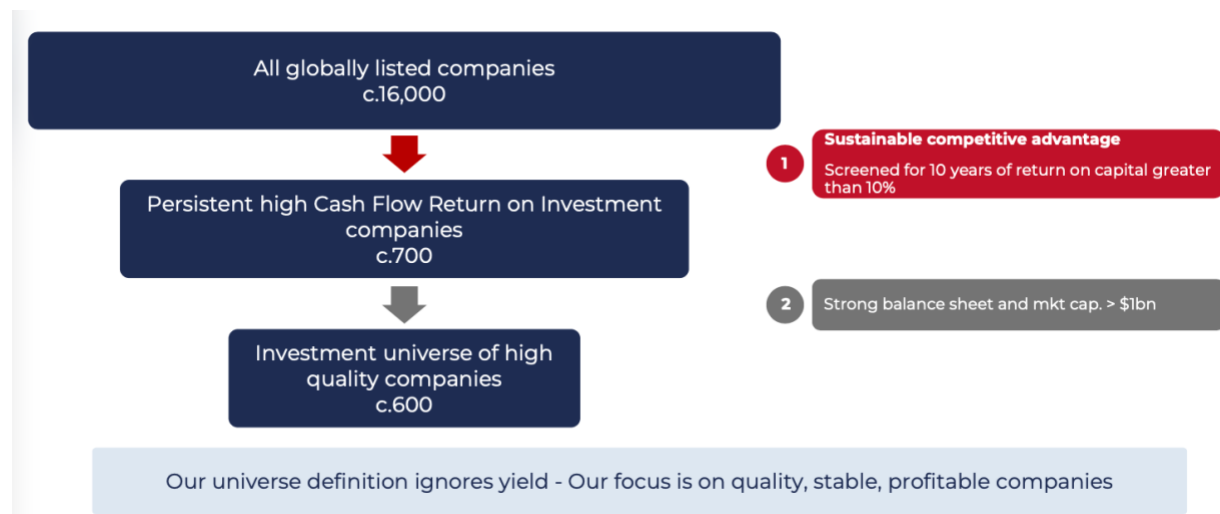 All globally listed companies
c.16,000
1
Sustainable competitive advantage
Screened for 10 years of return on capital greater
than 10%
Persistent high Cash Flow Return on Investment
companies
c.700
2
Strong balance sheet and mkt cap. > $1bn
Investment universe of high
quality companies
c.600
Our universe definition ignores yield - Our focus is on quality, stable, profitable companies